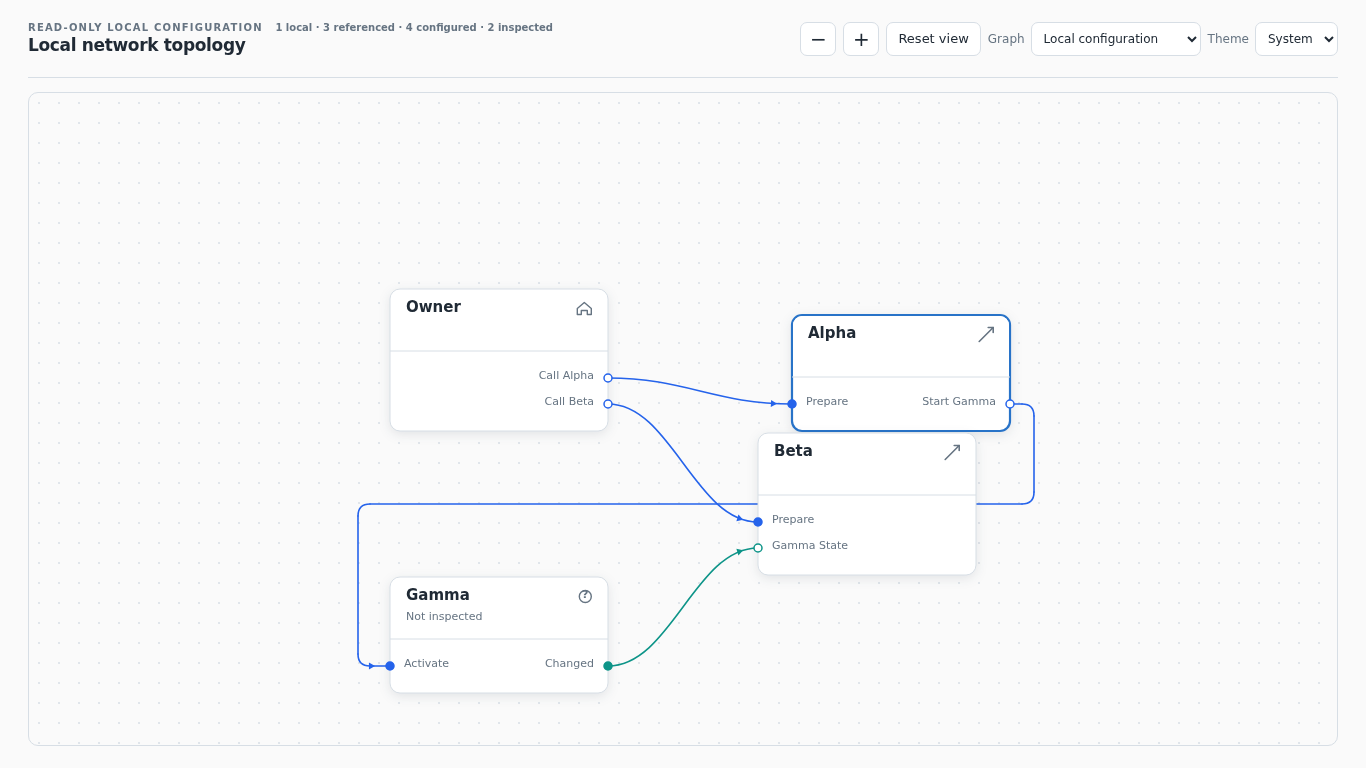 READ-ONLY LOCAL CONFIGURATION 1 local · 3 referenced · 4 configured · 2 inspected
Local network topology
− + Reset view Graph Local configuration Theme System
Owner
Call Alpha
Call Beta
Alpha
Prepare Start Gamma
Beta
Prepare
Gamma State
Gamma ?
Not inspected
Activate Changed